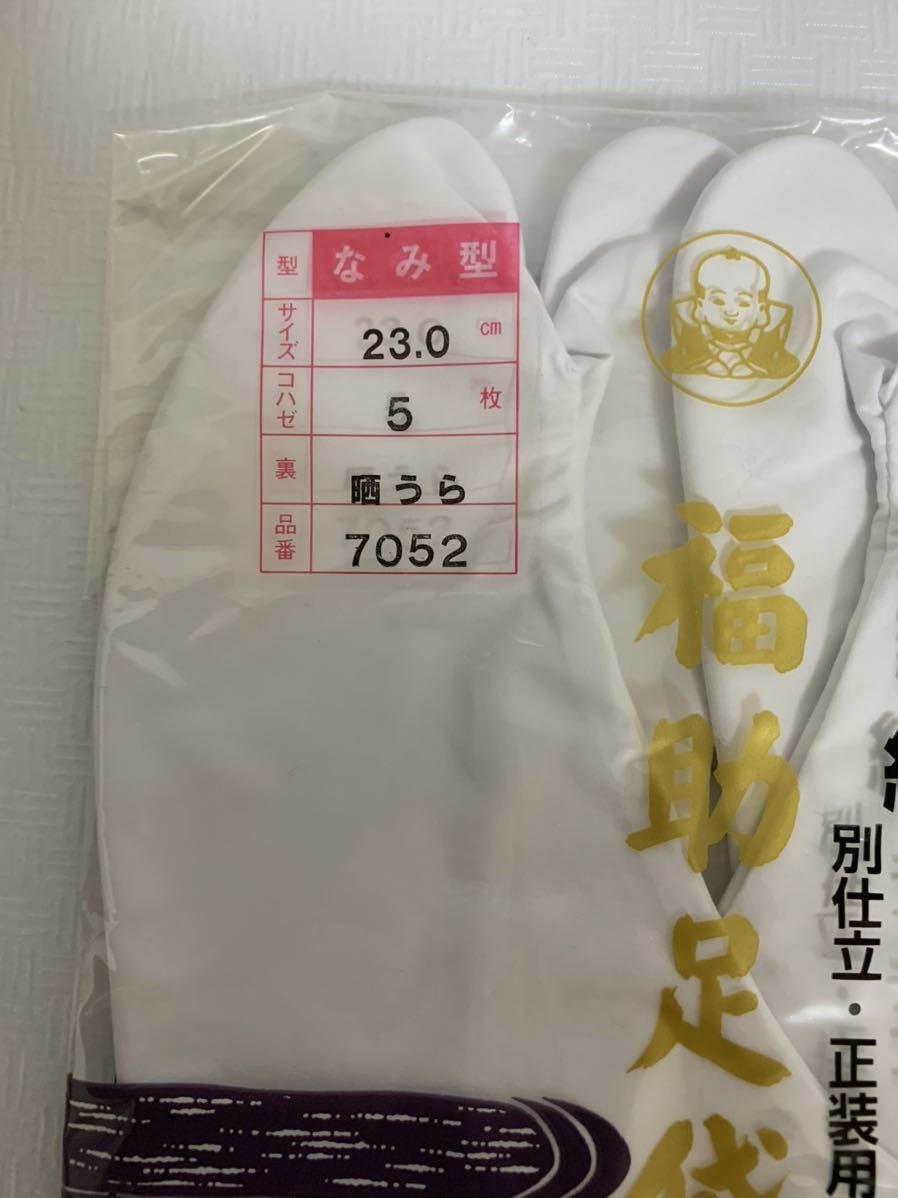 型 なみ型
サイズ 23.0 cm
コハゼ 5 枚
裏 晒うら
品番 7052
福助足袋
別仕立・正装用